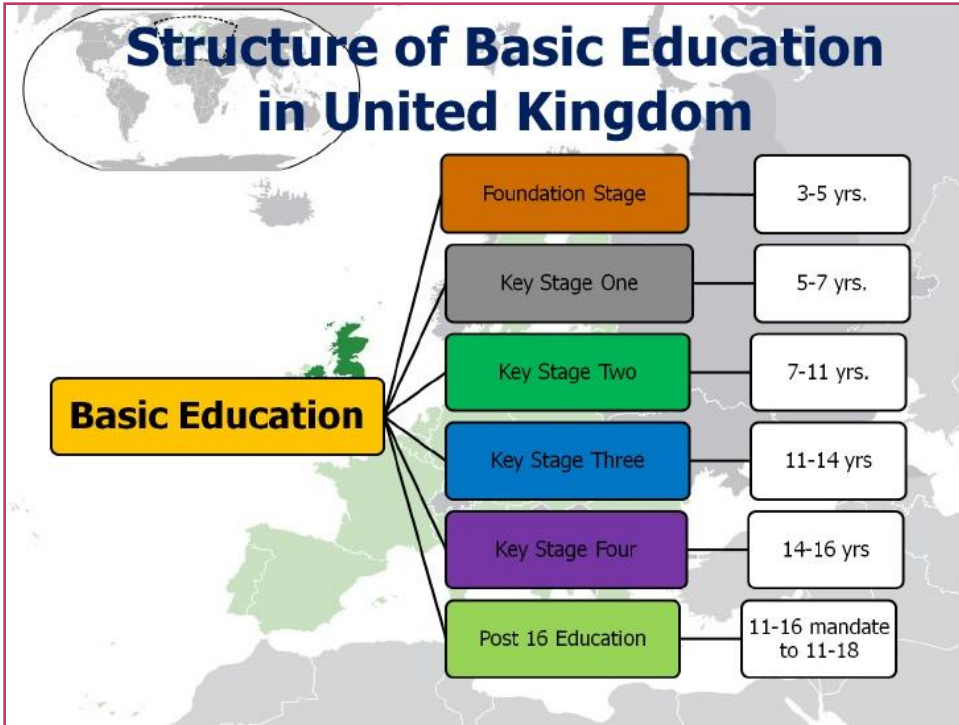 Structure of Basic Education
in United Kingdom
Basic Education
Foundation Stage
3-5 yrs.
Key Stage One
5-7 yrs.
Key Stage Two
7-11 yrs.
Key Stage Three
11-14 yrs
Key Stage Four
14-16 yrs
Post 16 Education
11-16 mandate
to 11-18